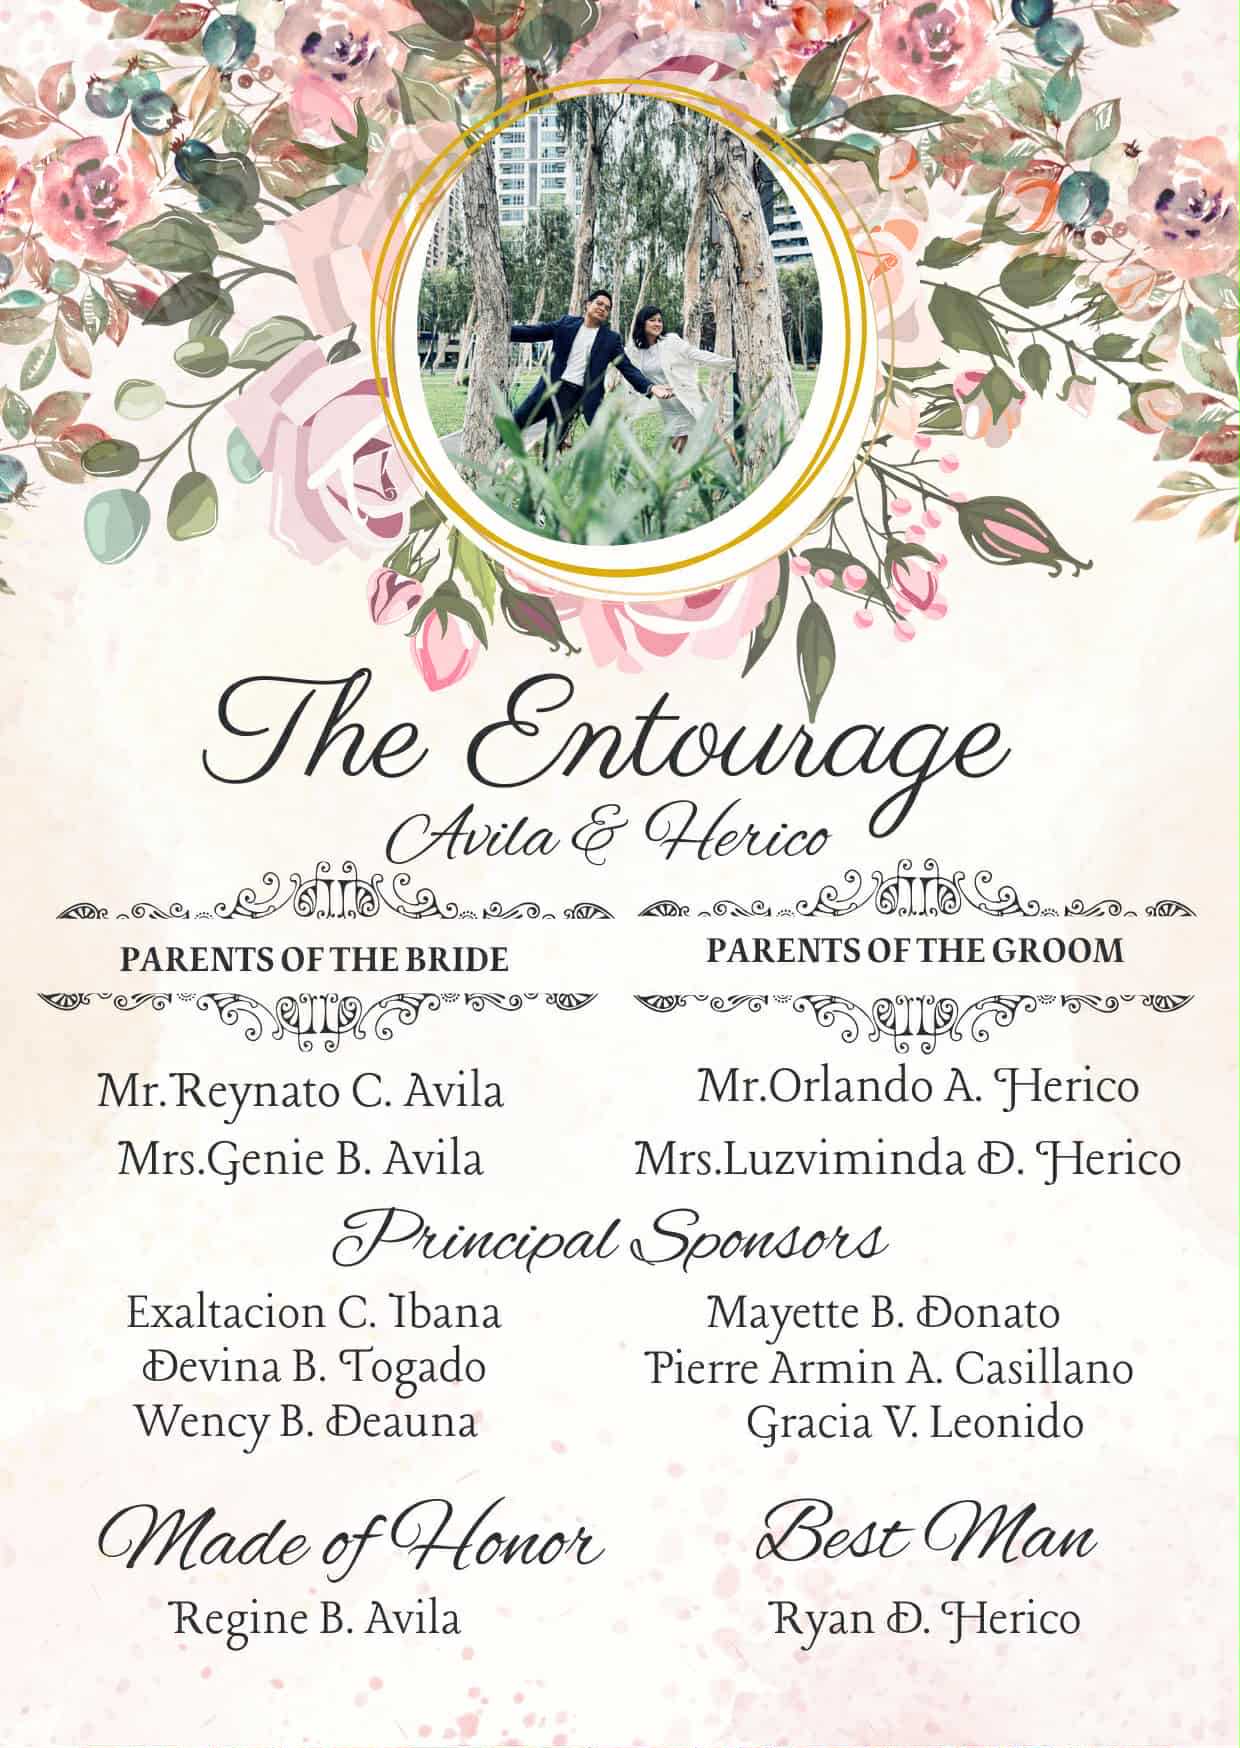 The Entourage
Avila & Herico
PARENTS OF THE BRIDE
PARENTS OF THE GROOM
Mr.Reynato C. Avila
Mr.Orlando A. Herico
Mrs.Genie B. Avila
Mrs.Luzviminda D. Herico
Principal Sponsors
Exaltacion C. Ibana
Mayette B. Donato
Devina B. Togado
Pierre Armin A. Casillano
Wency B. Deauna
Gracia V. Leonido
Made of Honor
Best Man
Regine B. Avila
Ryan D. Herico